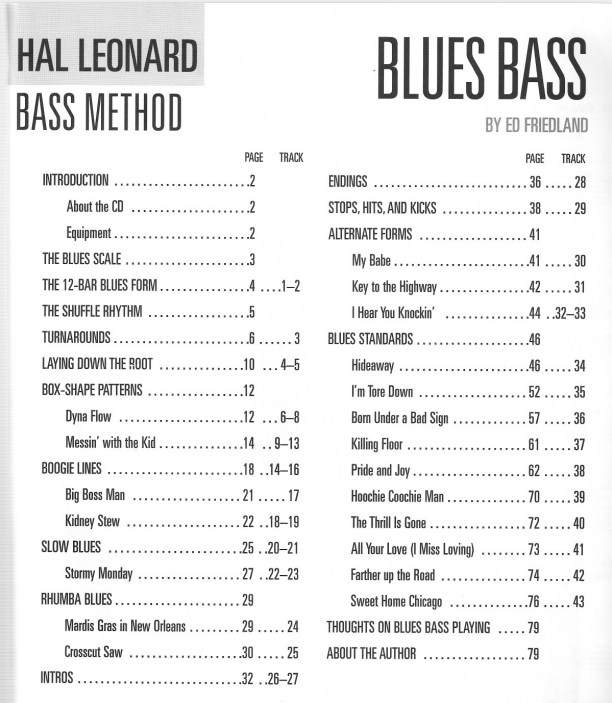 HAL LEONARD
BASS METHOD
BLUES BASS
BY ED FRIEDLAND
PAGE TRACK
INTRODUCTION ........................2
About the CD .....................2
Equipment ........................2
THE BLUES SCALE ......................3
THE 12-BAR BLUES FORM ................4 ....1–2
THE SHUFFLE RHYTHM ..................5
TURNAROUNDS .........................6 ..... 3
LAYING DOWN THE ROOT ..............10 ... 4–5
BOX-SHAPE PATTERNS ................12
Dyna Flow ......................12 ... 6–8
Messin' with the Kid ..............14 .. 9–13
BOOGIE LINES .......................18 ..14–16
Big Boss Man ....................21 ..... 17
Kidney Stew .....................22 ..18–19
SLOW BLUES ........................25 ..20–21
Stormy Monday ..................27 ..22–23
RHUMBA BLUES ......................29
Mardis Gras in New Orleans .........29 ..... 24
Crosscut Saw ....................30 ..... 25
INTROS .............................32 ..26–27
PAGE TRACK
ENDINGS ...........................36 ..... 28
STOPS, HITS, AND KICKS ..............38 ..... 29
ALTERNATE FORMS ...................41
My Babe ........................41 ..... 30
Key to the Highway ................42 ..... 31
I Hear You Knockin' ...............44 ..32–33
BLUES STANDARDS ...................46
Hideaway .......................46 ..... 34
I'm Tore Down ...................52 ..... 35
Born Under a Bad Sign ..............57 ..... 36
Killing Floor .....................61 ..... 37
Pride and Joy ....................62 ..... 38
Hoochie Coochie Man ...............70 ..... 39
The Thrill Is Gone .................72 ..... 40
All Your Love (I Miss Loving) ........73 ..... 41
Farther up the Road ...............74 ..... 42
Sweet Home Chicago ..............76 ..... 43
THOUGHTS ON BLUES BASS PLAYING .....79
ABOUT THE AUTHOR ..................79